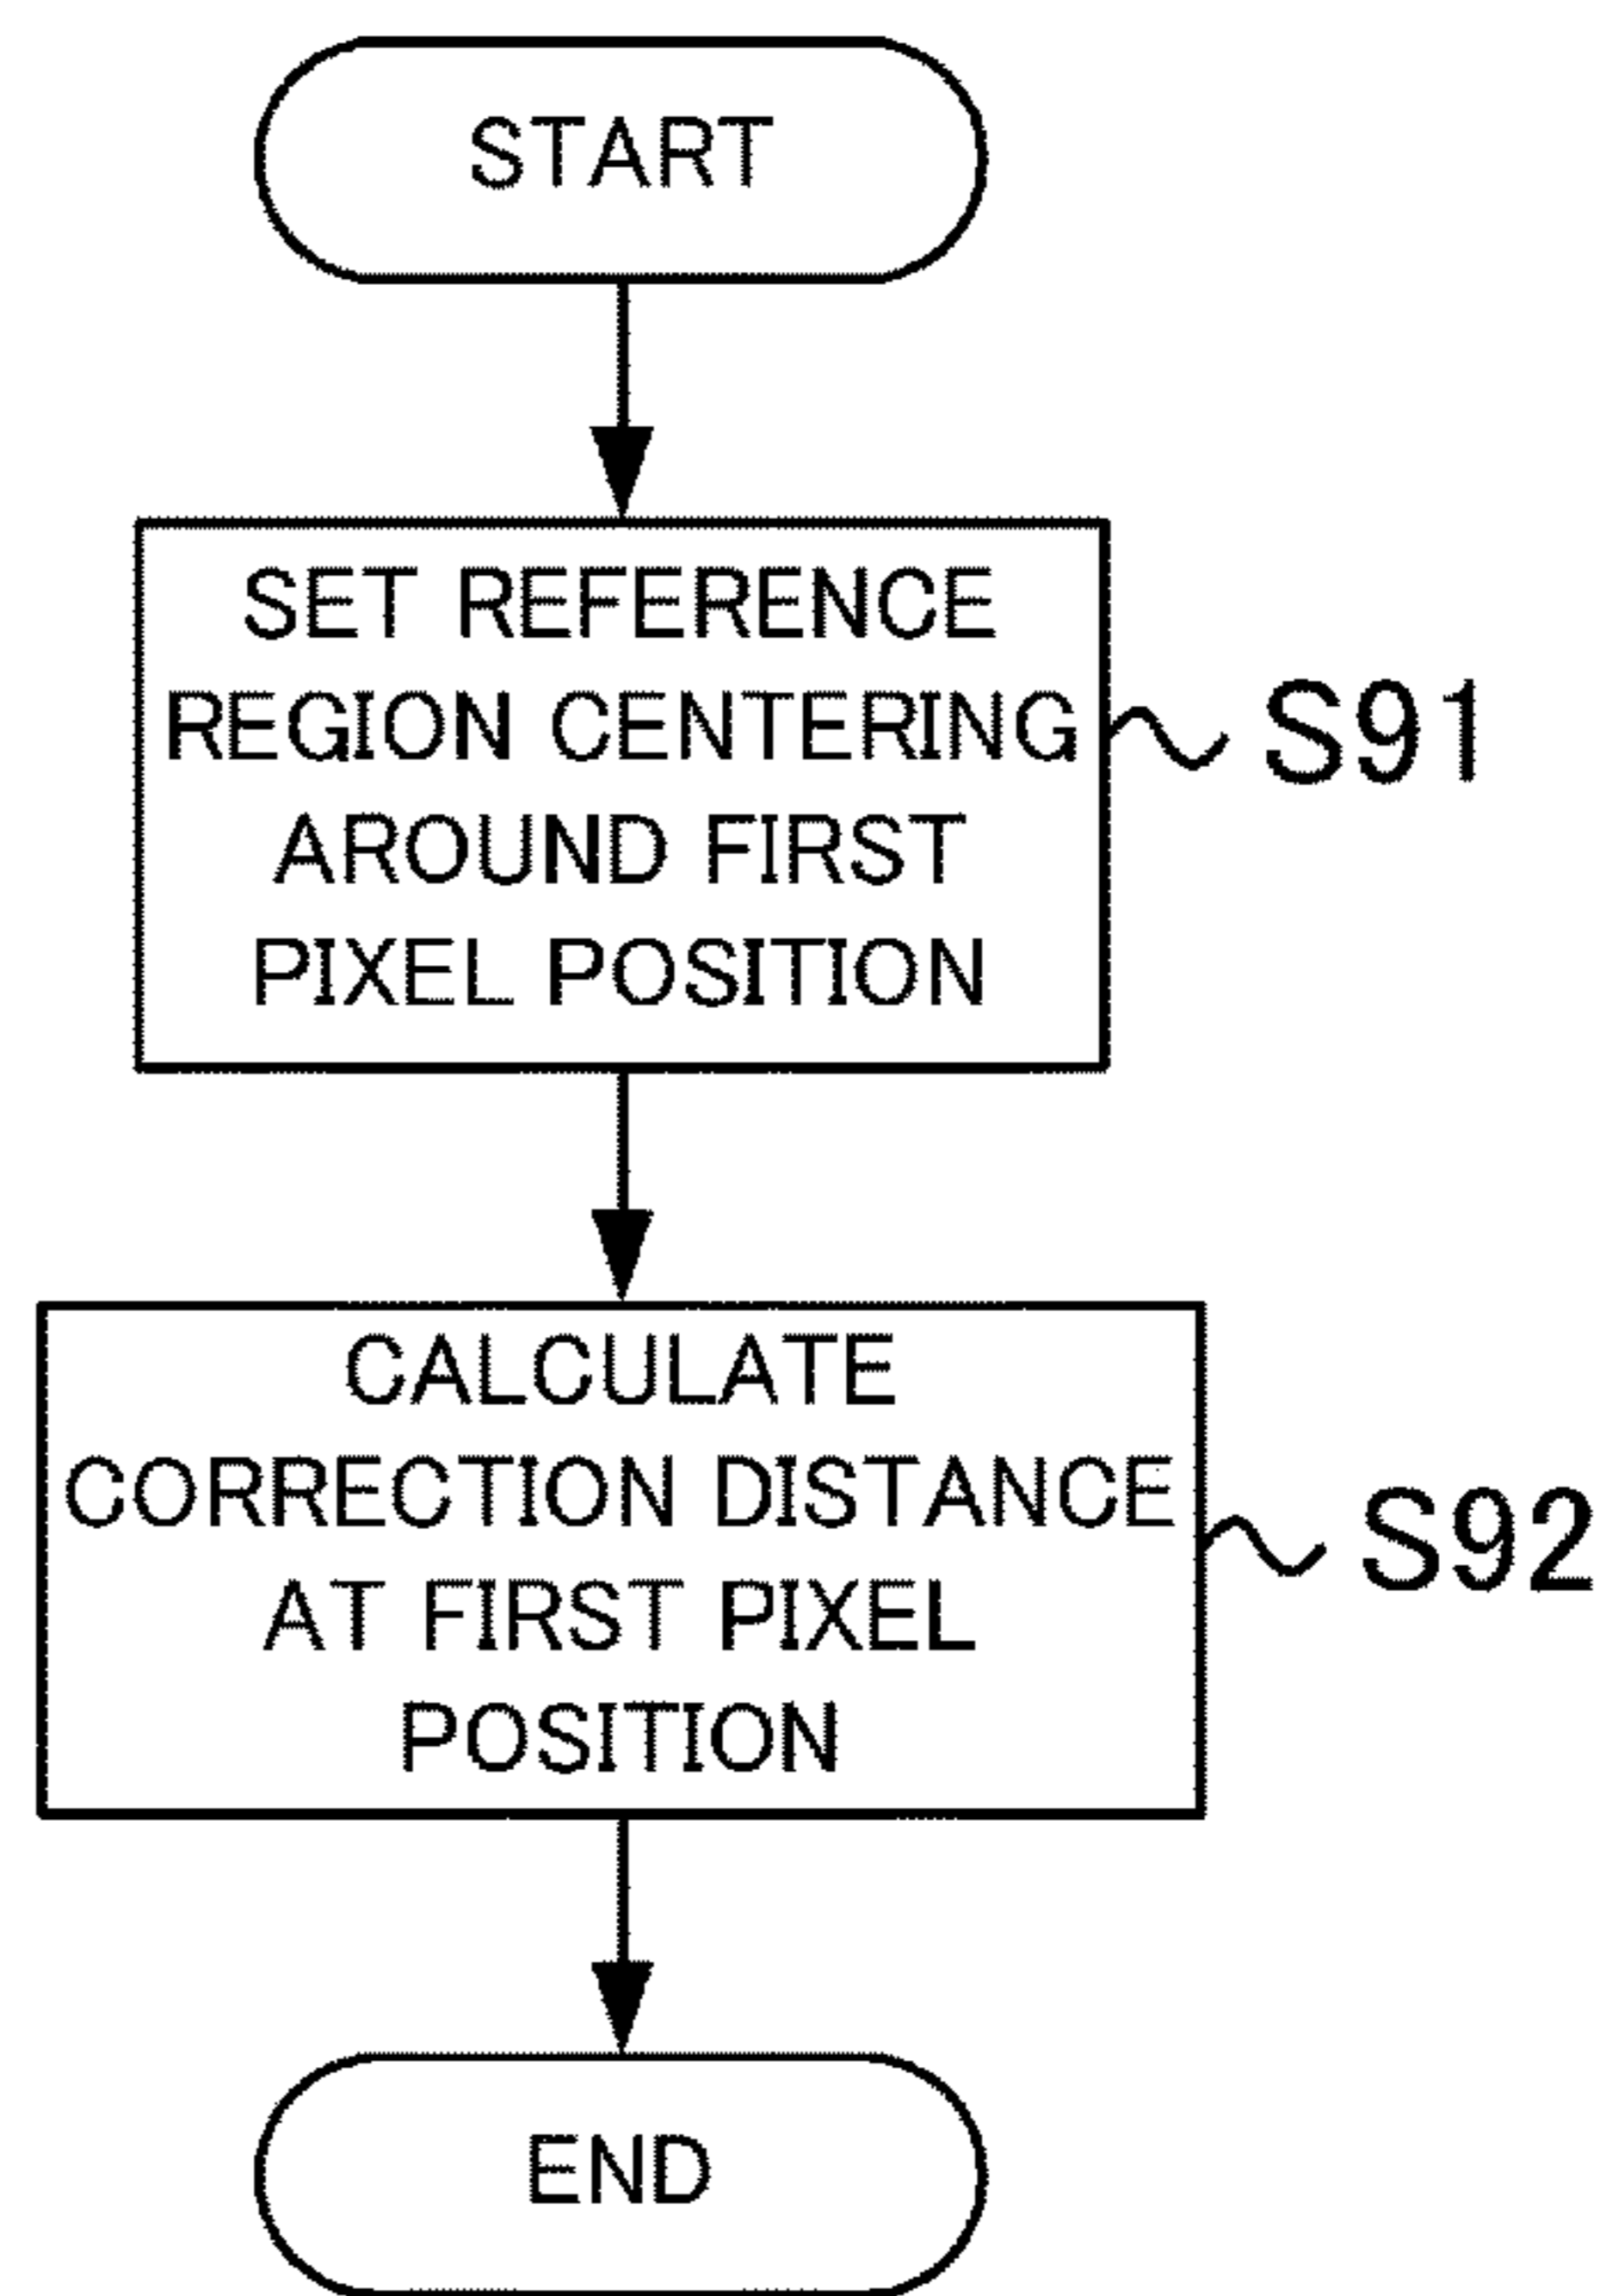 START
SET REFERENCE
REGION CENTERING
AROUND FIRST
PIXEL POSITION
S91
CALCULATE
CORRECTION DISTANCE
AT FIRST PIXEL
POSITION
S92
END